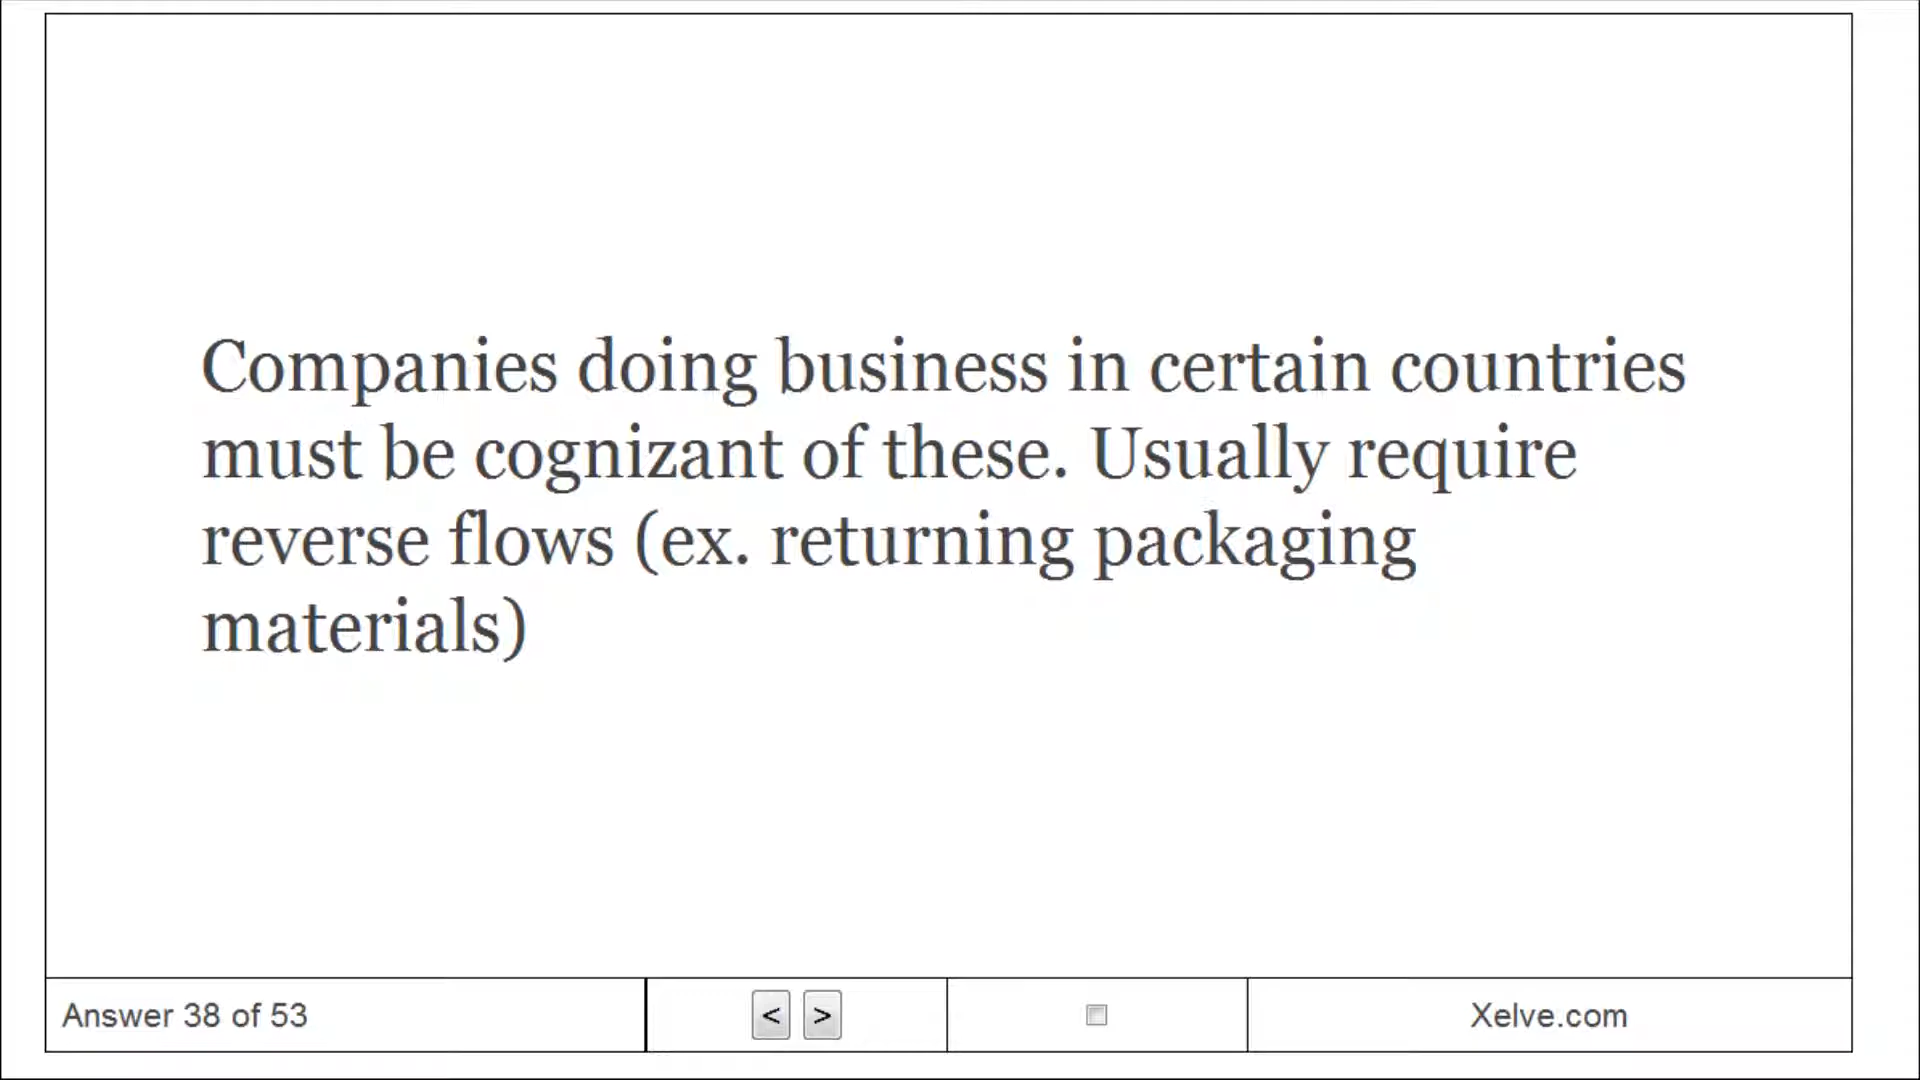 Companies doing business in certain countries
must be cognizant of these. Usually require
reverse flows (ex. returning packaging
materials)
Answer 38 of 53
< >
Xelve.com